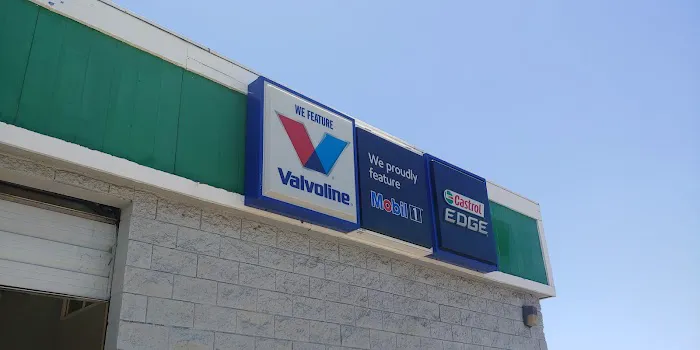 WE FEATURE
Valvoline
We proudly
feature
Mobil 1
Castrol
EDGE